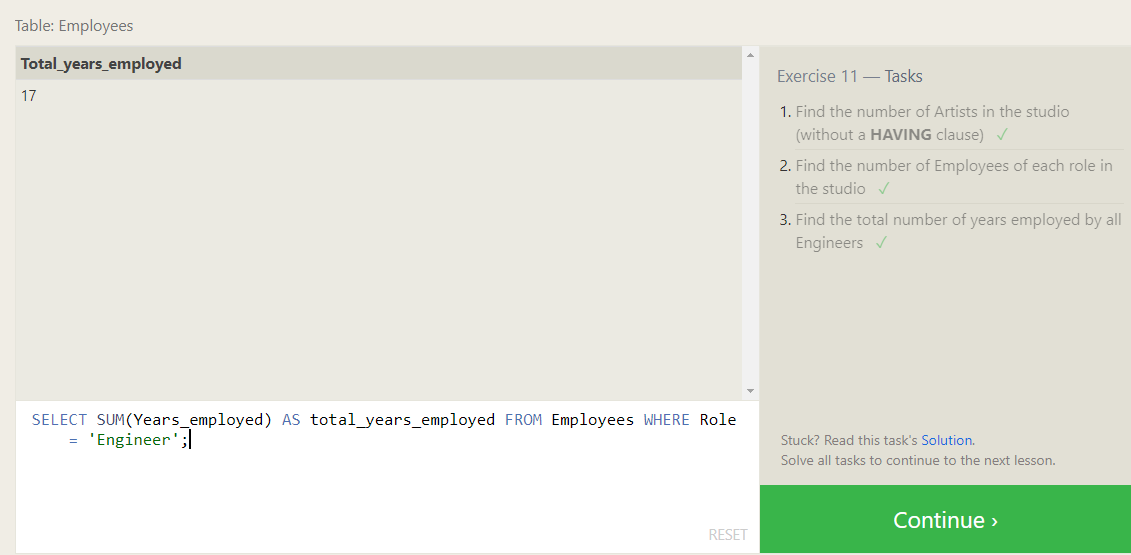 Table: Employees
Total_years_employed
17
Exercise 11 — Tasks
1. Find the number of Artists in the studio
(without a HAVING clause) ✓
2. Find the number of Employees of each role in
the studio ✓
3. Find the total number of years employed by all
Engineers ✓
SELECT SUM(Years_employed) AS total_years_employed FROM Employees WHERE Role
= 'Engineer';
RESET
Stuck? Read this task's Solution.
Solve all tasks to continue to the next lesson.
Continue ›